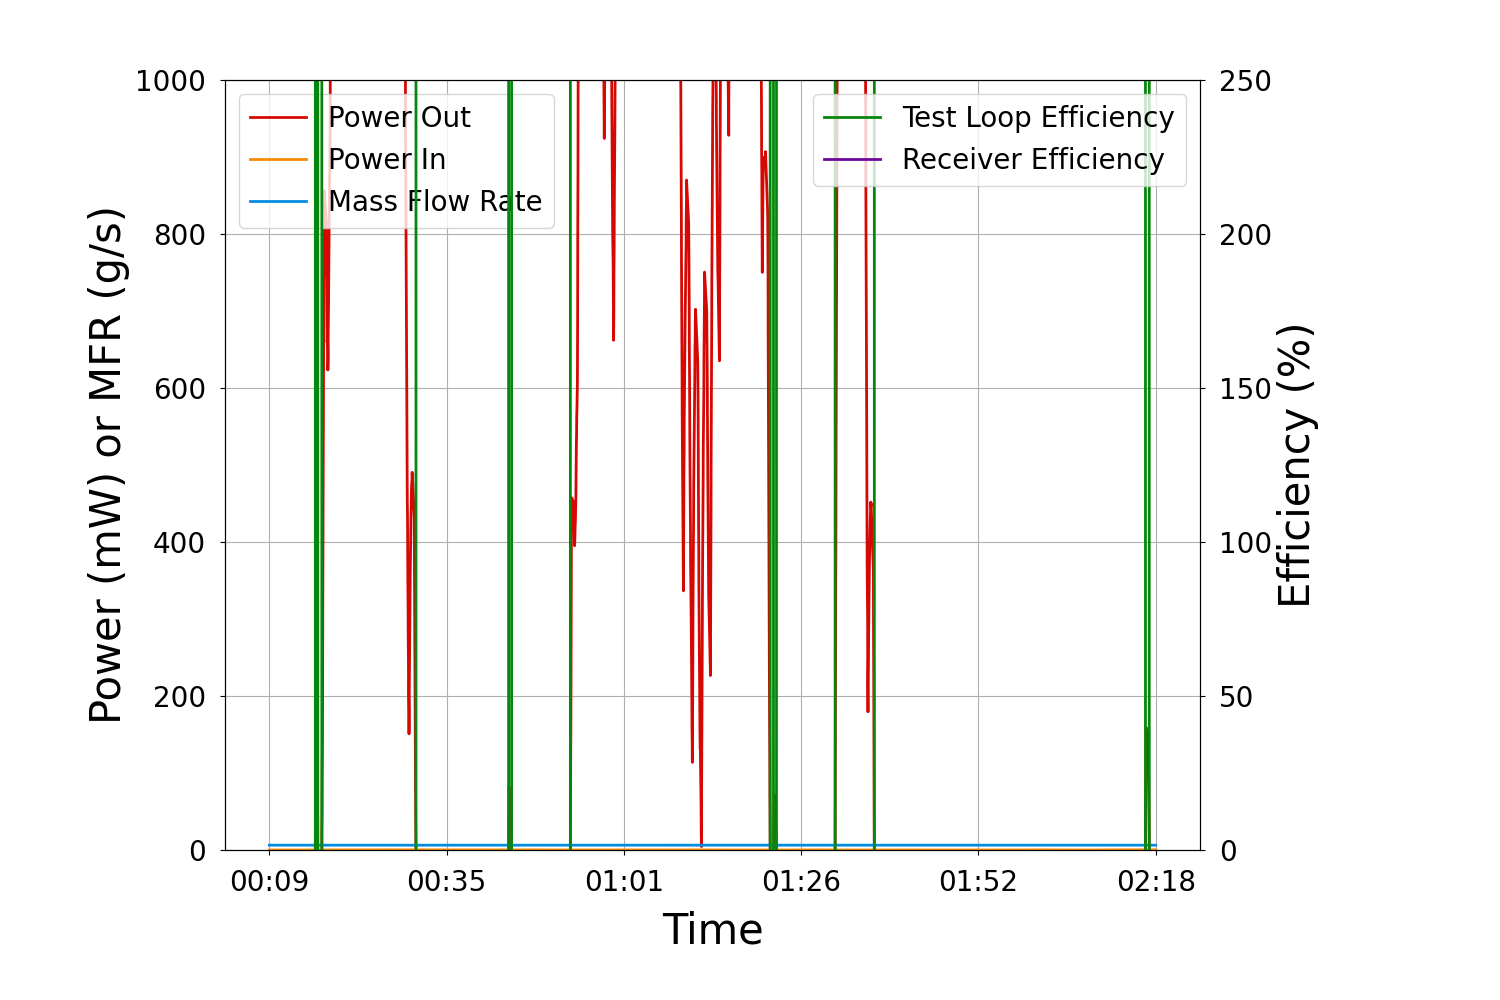 1000
800
600
400
200
0
Power (mW) or MFR (g/s)
Power Out
Power In
Mass Flow Rate
Test Loop Efficiency
Receiver Efficiency
250
200
150
100
50
0
Efficiency (%)
00:09 00:35 01:01 01:26 01:52 02:18
Time